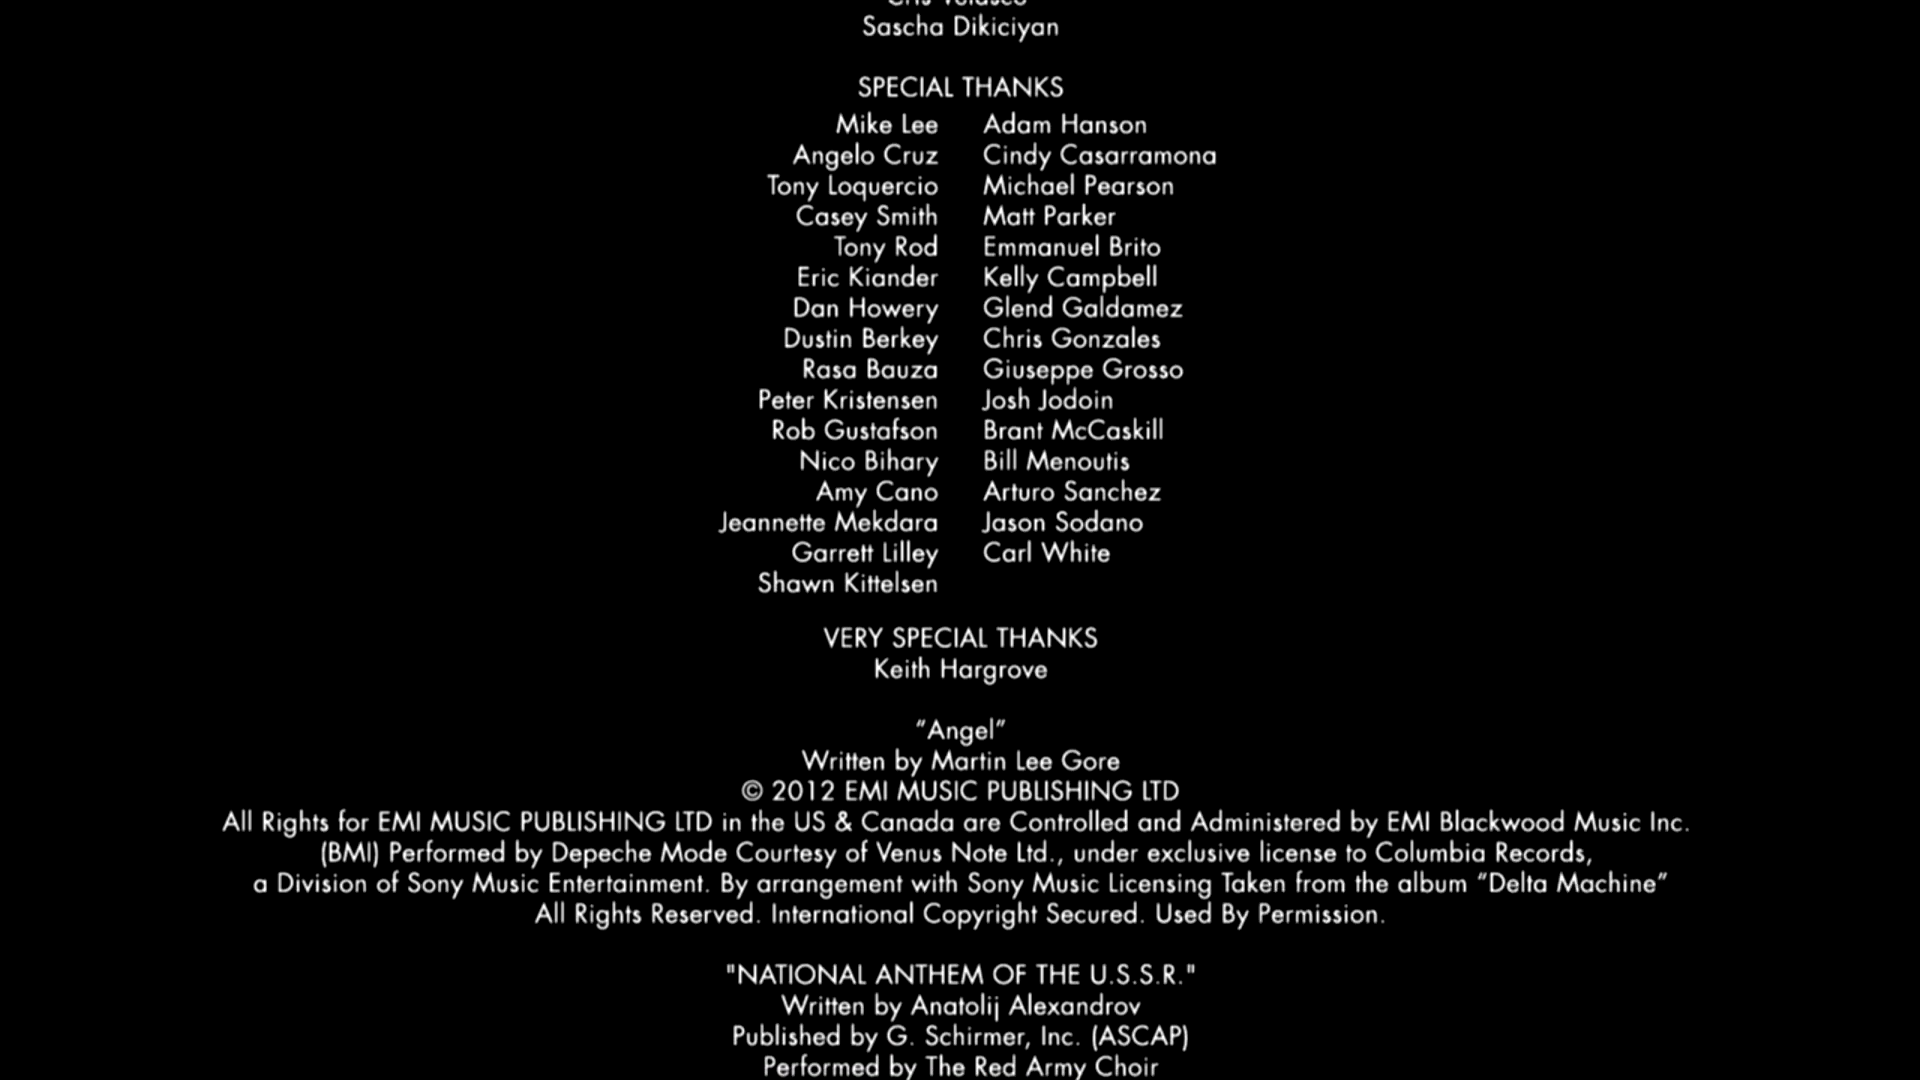 Sascha Dikiciyan
SPECIAL THANKS
Mike Lee Adam Hanson
Angelo Cruz Cindy Casarramona
Tony Loquercio Michael Pearson
Casey Smith Matt Parker
Tony Rod Emmanuel Brito
Eric Kiander Kelly Campbell
Dan Howery Glend Galdamez
Dustin Berkey Chris Gonzales
Rasa Bauza Giuseppe Grosso
Peter Kristensen Josh Jodoin
Rob Gustafson Brant McCaskill
Nico Bihary Bill Menoutis
Amy Cano Arturo Sanchez
Jeannette Mekdara Jason Sodano
Garrett Lilley Carl White
Shawn Kittelsen
VERY SPECIAL THANKS
Keith Hargrove
“Angel”
Written by Martin Lee Gore
© 2012 EMI MUSIC PUBLISHING LTD
All Rights for EMI MUSIC PUBLISHING LTD in the US & Canada are Controlled and Administered by EMI Blackwood Music Inc.
(BMI) Performed by Depeche Mode Courtesy of Venus Note Ltd., under exclusive license to Columbia Records,
a Division of Sony Music Entertainment. By arrangement with Sony Music Licensing Taken from the album “Delta Machine”
All Rights Reserved. International Copyright Secured. Used By Permission.
"NATIONAL ANTHEM OF THE U.S.S.R."
Written by Anatolij Alexandrov
Published by G. Schirmer, Inc. (ASCAP)
Performed by The Red Army Choir